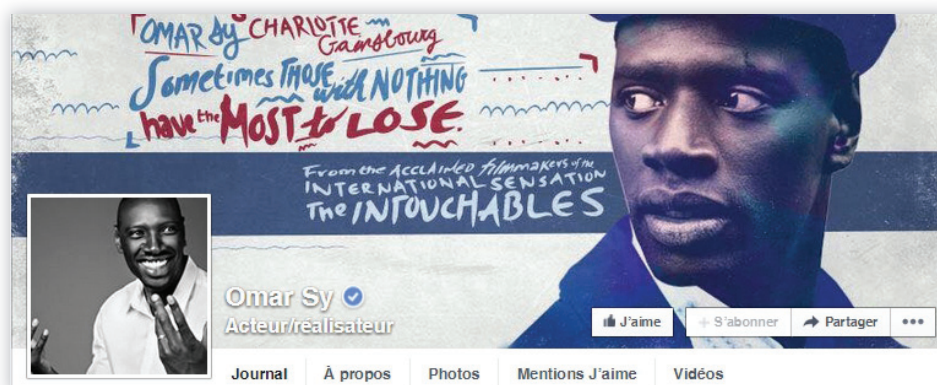 OMAR Sy CHARLOTTE Gainsbourg
Sometimes THOSE with NOTHING
have the MOST to LOSE.
From the ACCLAIMED filmmakers of the
INTERNATIONAL SENSATION
The INTOUCHABLES
Omar Sy
Acteur/réalisateur
J'aime
+ S'abonner
Partager
Journal
À propos
Photos
Mentions J'aime
Vidéos